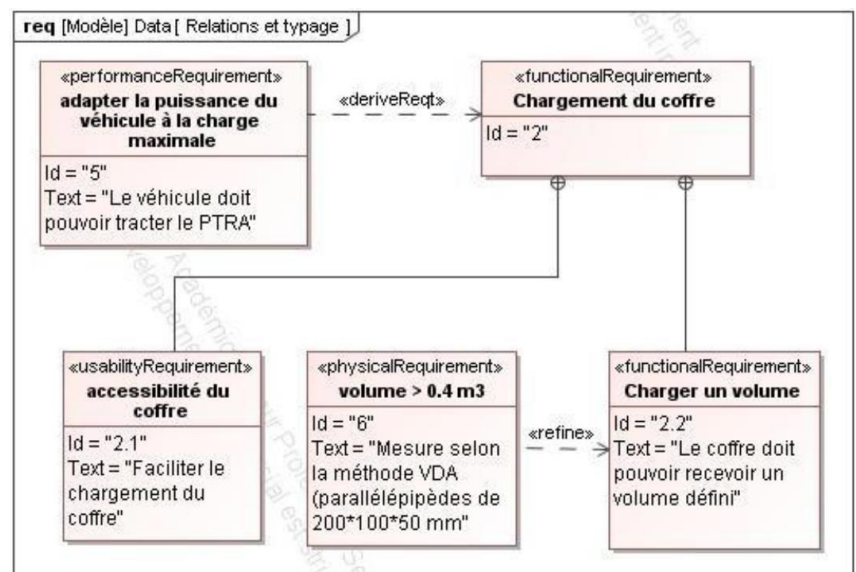 req [Modèle] Data [ Relations et typage ]
«performanceRequirement»
adapter la puissance du
véhicule à la charge
maximale
Id = "5"
Text = "Le véhicule doit
pouvoir tracter le PTRA"
«deriveReqt»
«functionalRequirement»
Chargement du coffre
Id = "2"
«usabilityRequirement»
accessibilité du
coffre
Id = "2.1"
Text = "Faciliter le
chargement du
coffre"
«physicalRequirement»
volume > 0.4 m3
Id = "6"
Text = "Mesure selon
la méthode VDA
(parallélépipèdes de
200*100*50 mm"
«refine»
«functionalRequirement»
Charger un volume
Id = "2.2"
Text = "Le coffre doit
pouvoir recevoir un
volume défini"